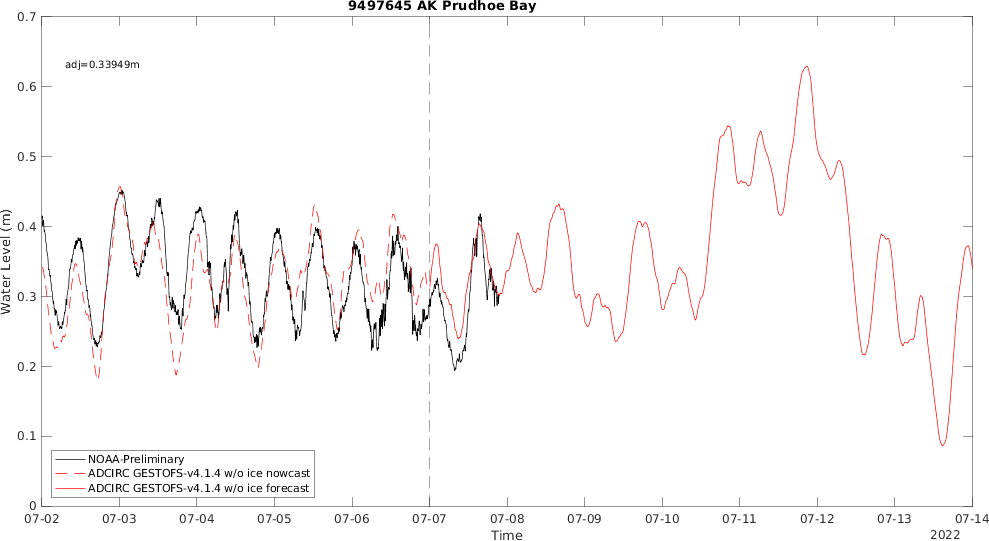 9497645 AK Prudhoe Bay
adj=0.33949m
0.7
0.6
0.5
0.4
0.3
0.2
0.1
0
Water Level (m)
NOAA-Preliminary
ADCIRC GESTOFS-v4.1.4 w/o ice nowcast
ADCIRC GESTOFS-v4.1.4 w/o ice forecast
07-02 07-03 07-04 07-05 07-06 07-07 07-08 07-09 07-10 07-11 07-12 07-13 07-14
Time
2022